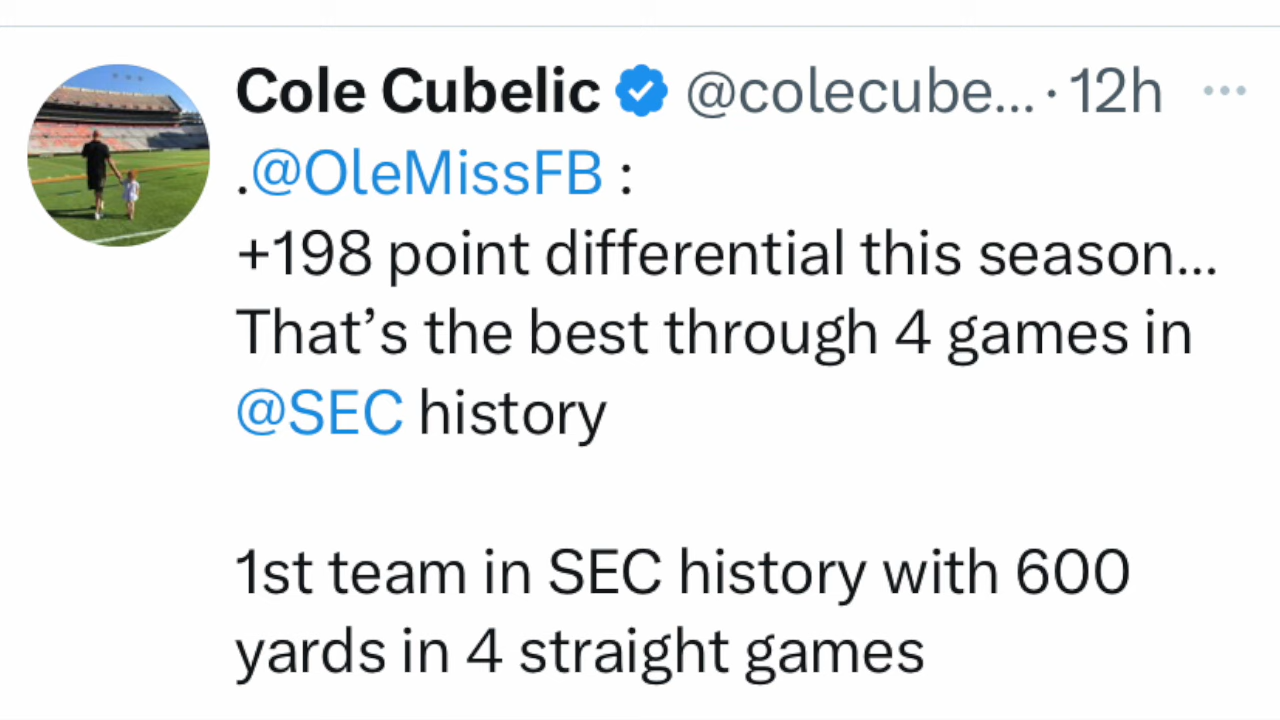 Cole Cubelic @colecube... · 12h ...
.@OleMissFB :
+198 point differential this season...
That’s the best through 4 games in
@SEC history
1st team in SEC history with 600
yards in 4 straight games